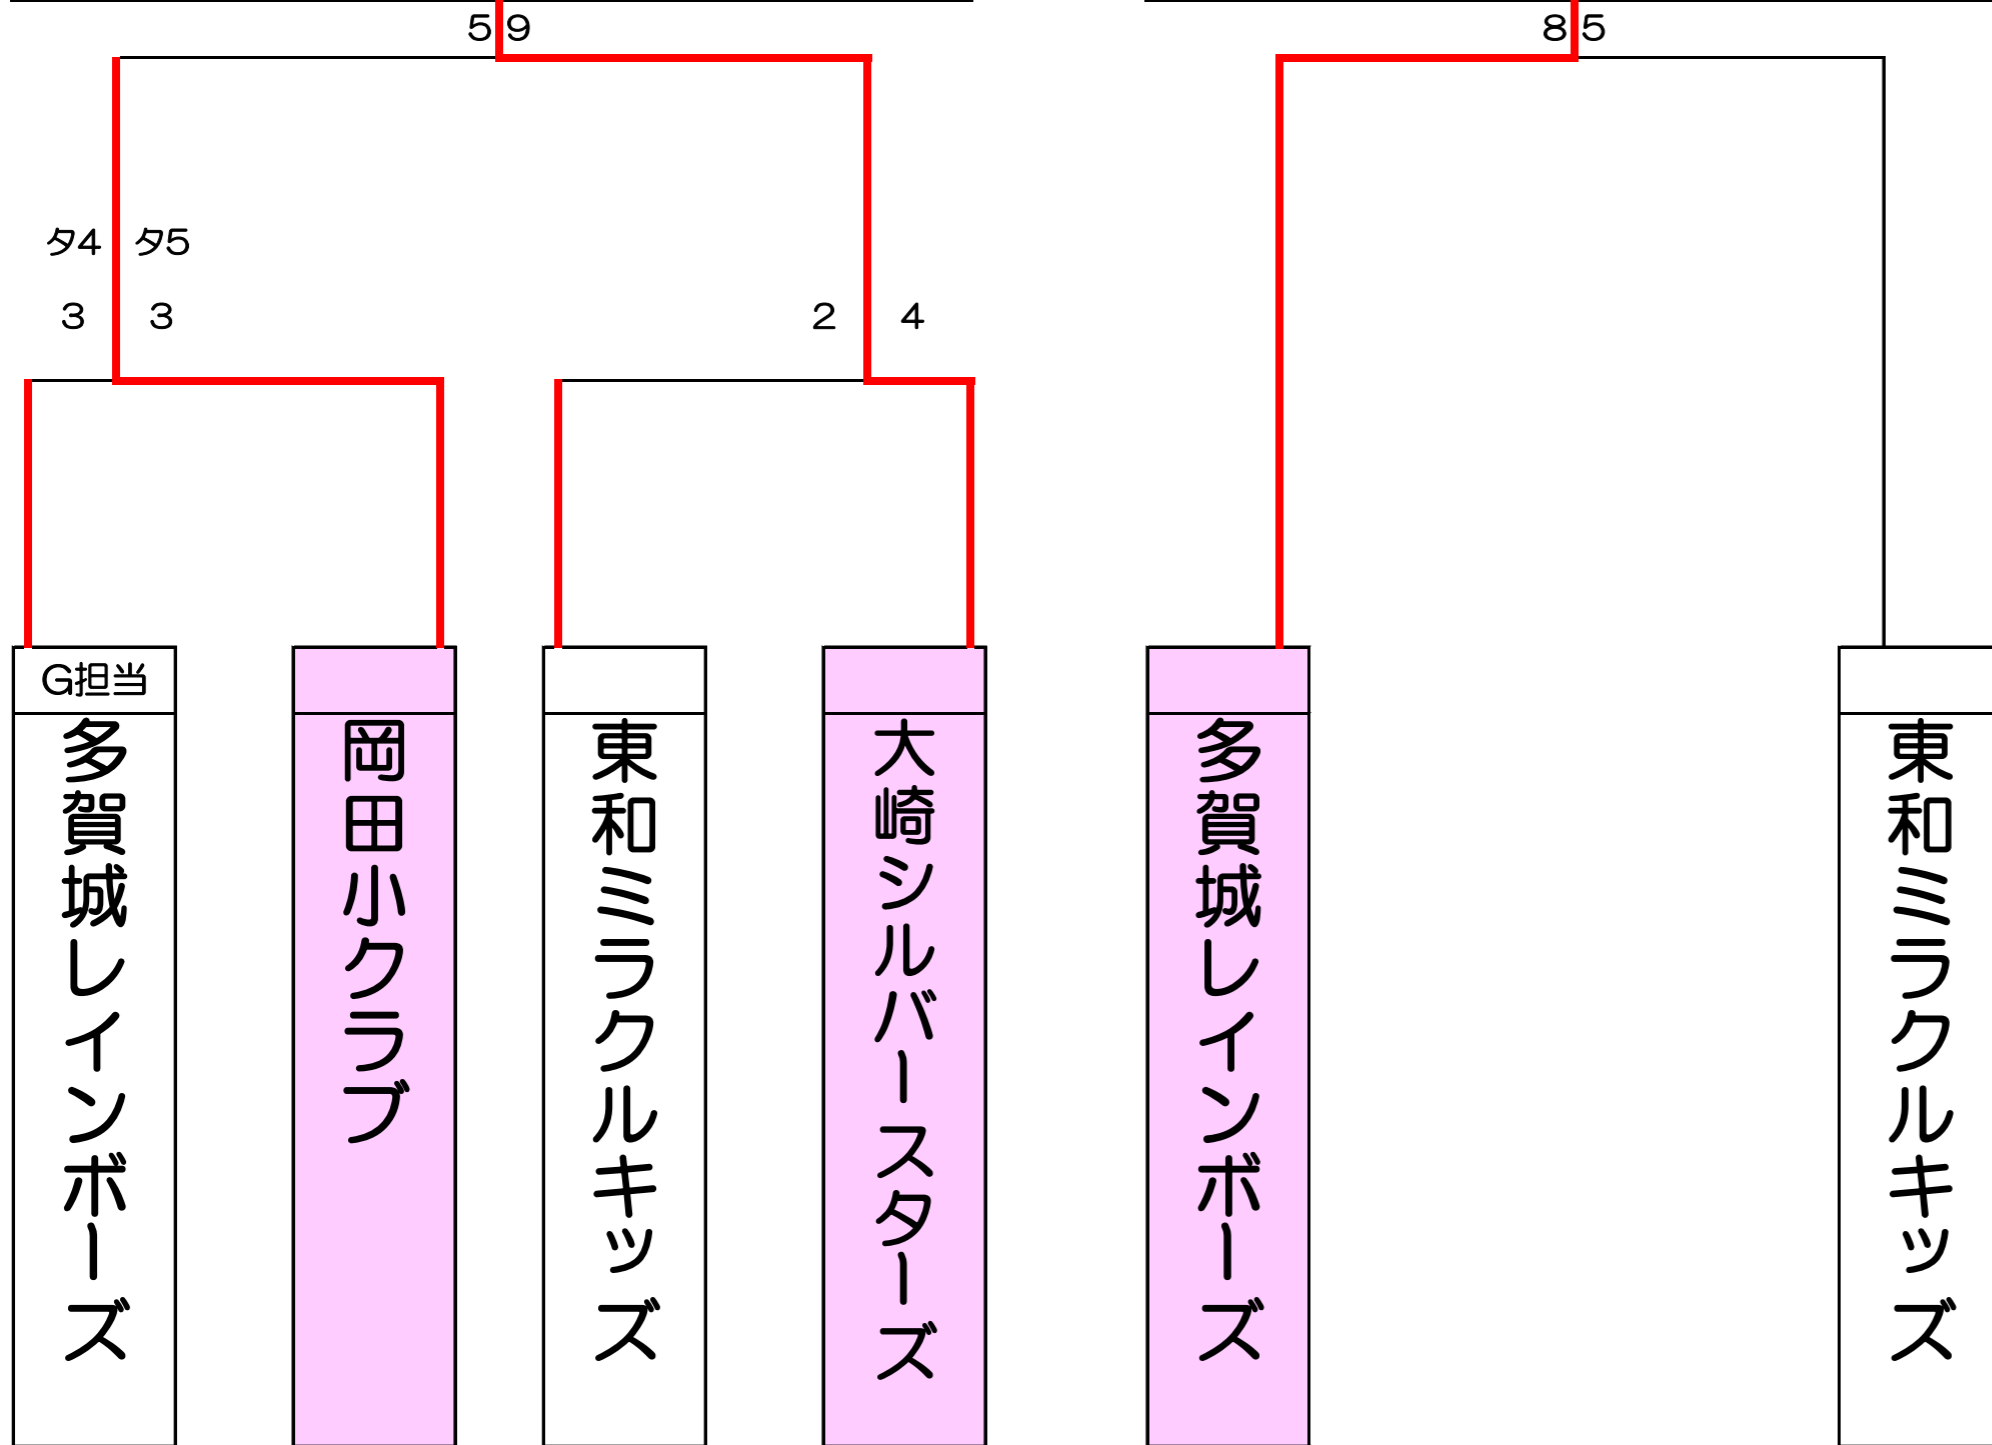 5 9
8 5
タ4 タ5
3 3
2 4
G担当
多賀城レインボーズ
岡田小クラブ
東和ミラクルキッズ
大崎シルバースターズ
多賀城レインボーズ
東和ミラクルキッズ